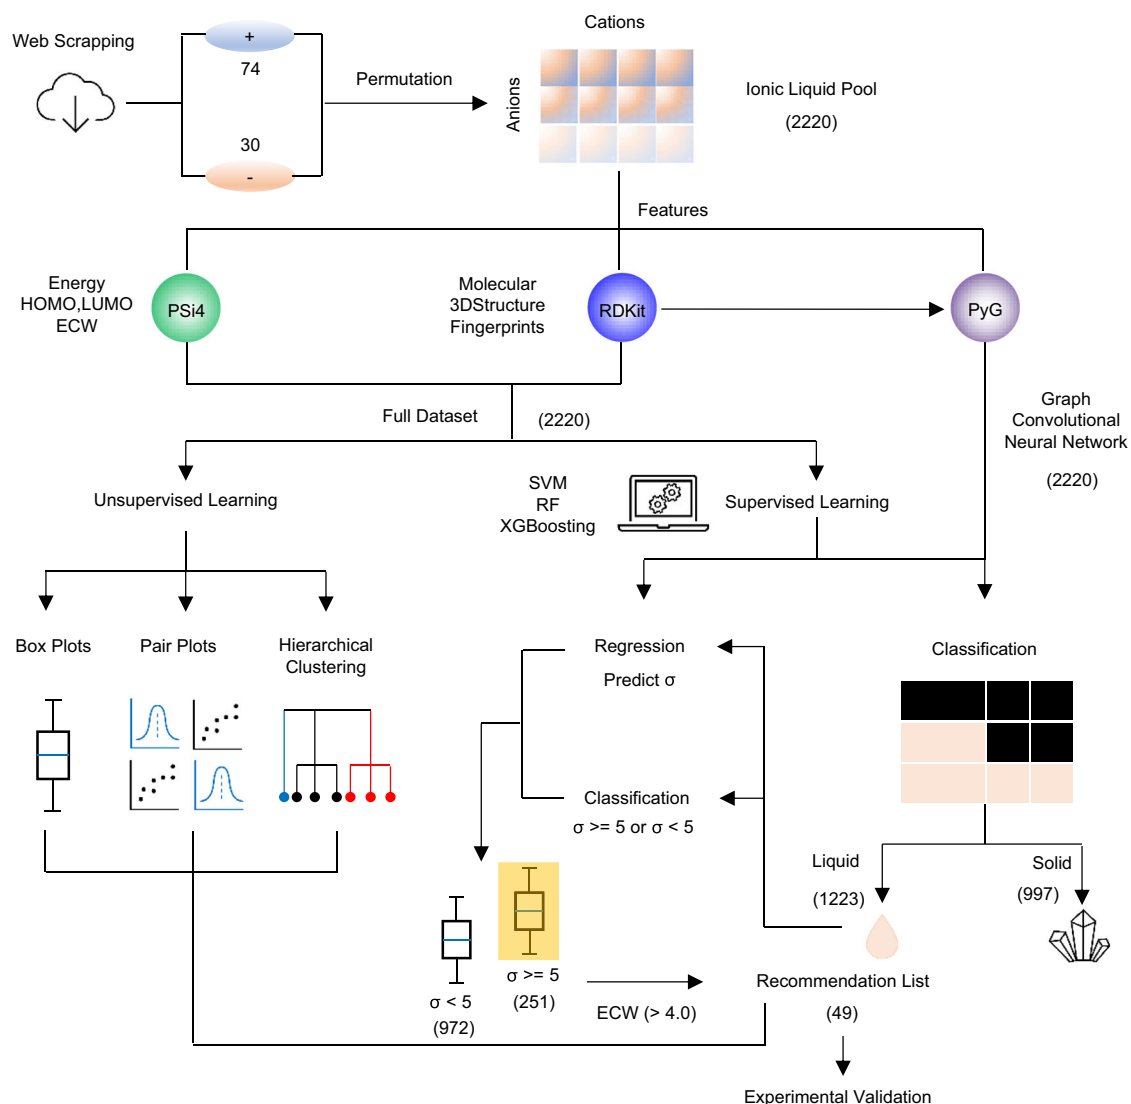 Cations
Web Scrapping
+
74
Permutation
Anions
Ionic Liquid Pool
(2220)
30
-
Features
Energy
HOMO,LUMO
ECW
PSi4
Molecular
3DStructure
Fingerprints
RDKit
PyG
Full Dataset
(2220)
Graph
Convolutional
Neural Network
(2220)
Unsupervised Learning
SVM
RF
XGBoosting
Supervised Learning
Box Plots
Pair Plots
Hierarchical
Clustering
Regression
Predict σ
Classification
Classification
σ >= 5 or σ < 5
Liquid
(1223)
Solid
(997)
σ < 5
(972)
σ >= 5
(251)
ECW (> 4.0)
Recommendation List
(49)
Experimental Validation